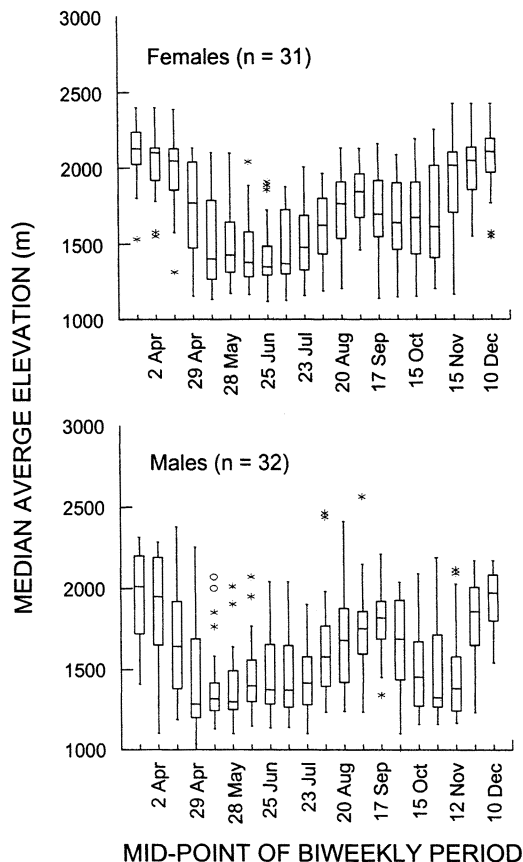 MEDIAN AVERGE ELEVATION (m)
3000
Females (n = 31)
2500
2000
1500
1000
2 Apr
29 Apr
28 May
25 Jun
23 Jul
20 Aug
17 Sep
15 Oct
15 Nov
10 Dec
3000
Males (n = 32)
2500
2000
1500
1000
2 Apr
29 Apr
28 May
25 Jun
23 Jul
20 Aug
17 Sep
15 Oct
12 Nov
10 Dec
MID-POINT OF BIWEEKLY PERIOD